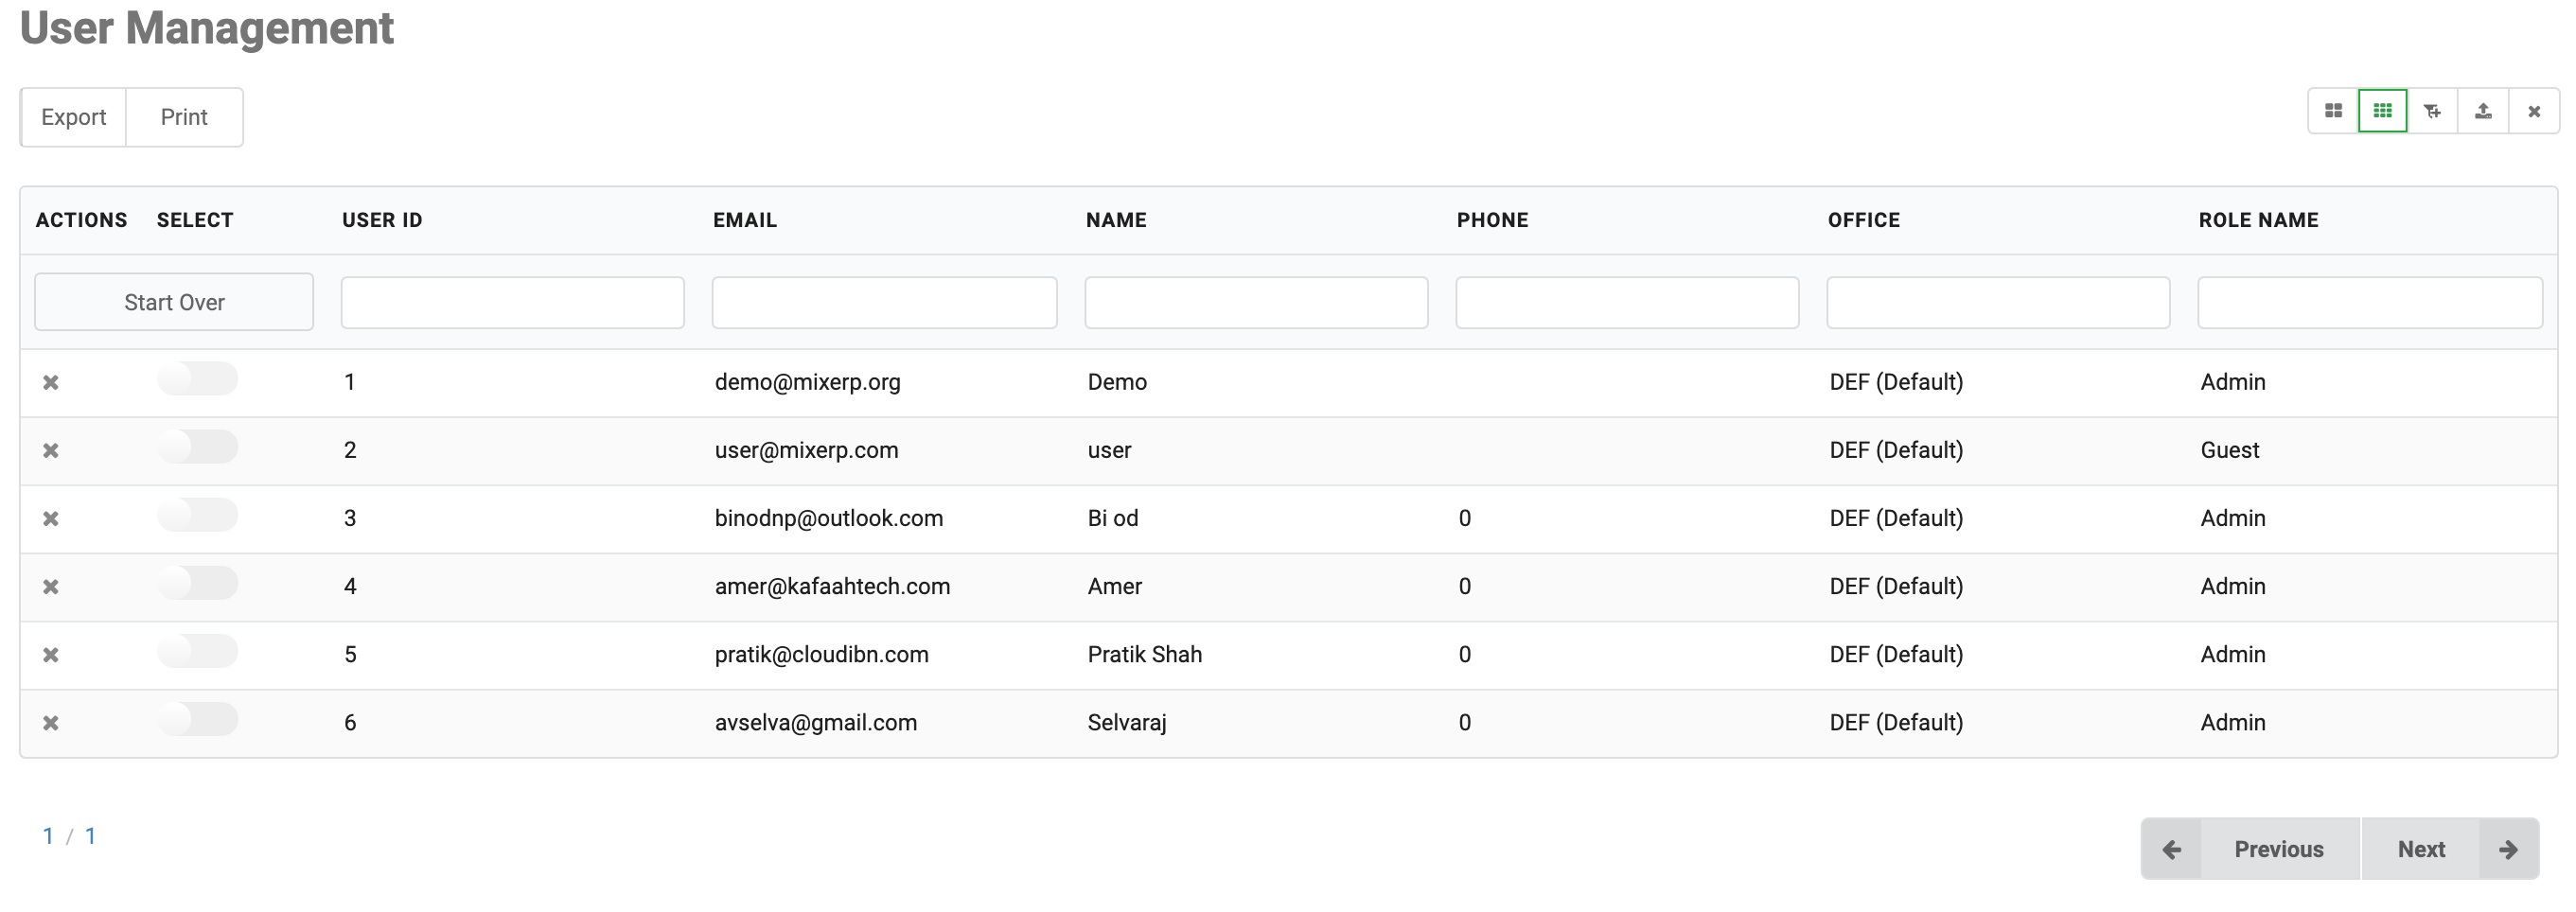 User Management
Export Print
ACTIONS SELECT USER ID EMAIL NAME PHONE OFFICE ROLE NAME
Start Over
1 demo@mixerp.org Demo DEF (Default) Admin
2 user@mixerp.com user DEF (Default) Guest
3 binodnp@outlook.com Bi od 0 DEF (Default) Admin
4 amer@kafaahtech.com Amer 0 DEF (Default) Admin
5 pratik@cloudibn.com Pratik Shah 0 DEF (Default) Admin
6 avselva@gmail.com Selvaraj 0 DEF (Default) Admin
1 / 1 Previous Next